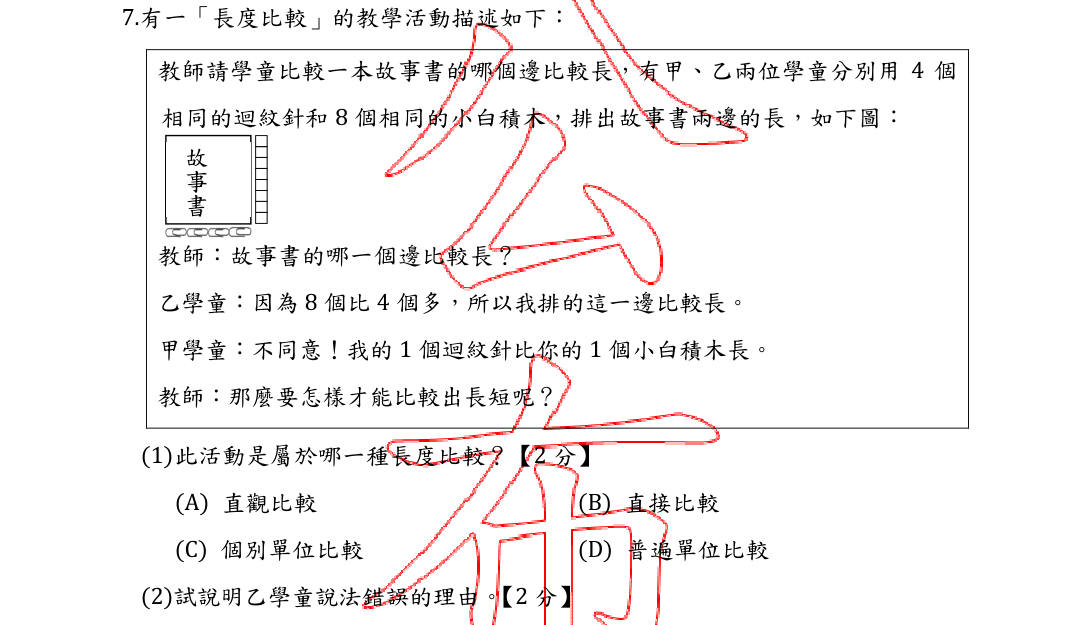 7.有一「長度比較」的教學活動描述如下：
教師請學童比較一本故事書的哪個邊比較長，有甲、乙兩位學童分別用 4 個
相同的迴紋針和 8 個相同的小白積木，排出故事書兩邊的長，如下圖：
故
事
書
教師：故事書的哪一個邊比較長？
乙學童：因為 8 個比 4 個多，所以我排的這一邊比較長。
甲學童：不同意！我的 1 個迴紋針比你的 1 個小白積木長。
教師：那麼要怎樣才能比較出長短呢？
(1)此活動是屬於哪一種長度比較？【2 分】
(A) 直觀比較 (B) 直接比較
(C) 個別單位比較 (D) 普遍單位比較
(2)試說明乙學童說法錯誤的理由。【2 分】
公
布